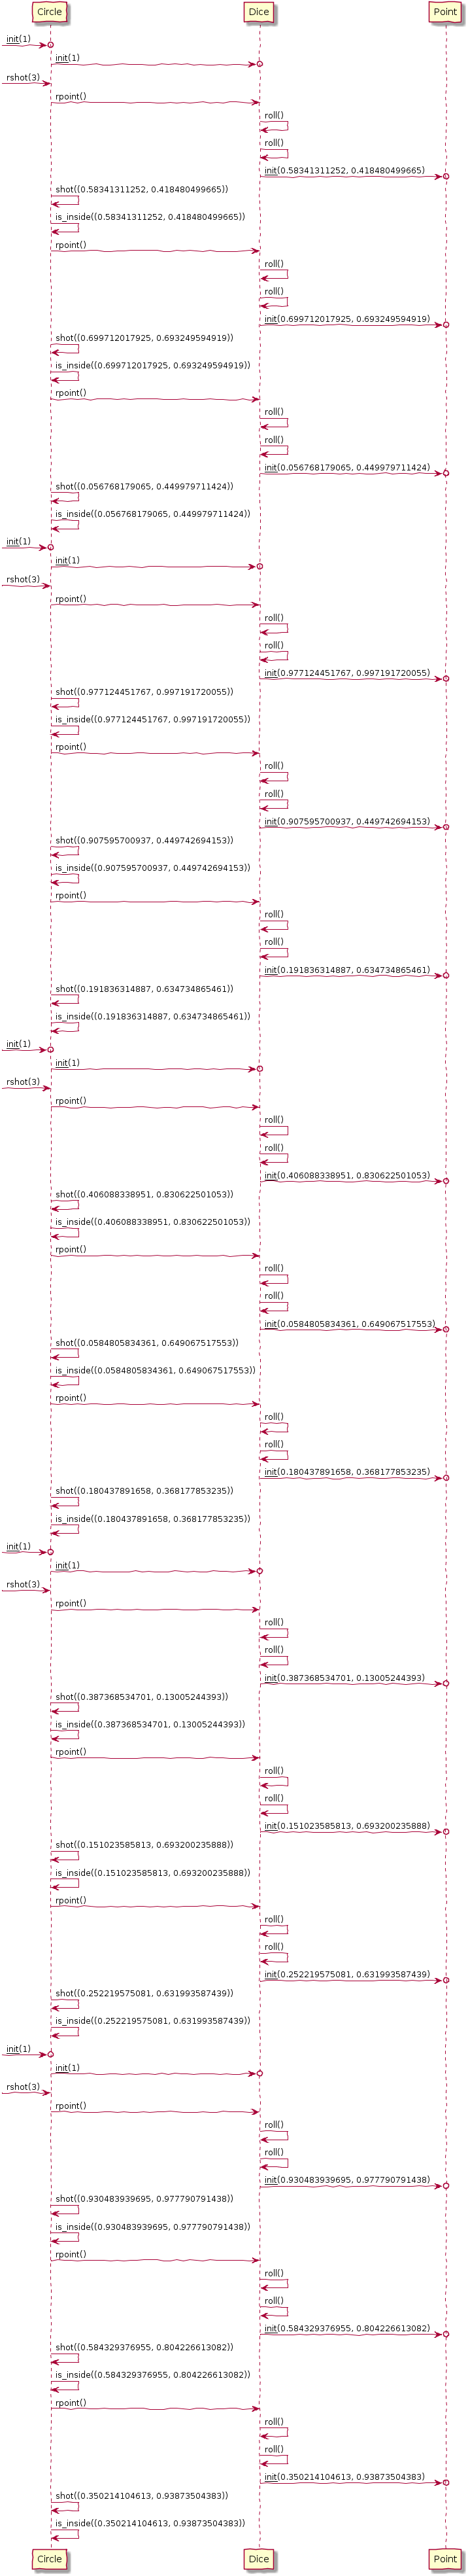 Circle Dice Point
init(1)
init(1)
rshot(3)
rpoint()
roll()
roll()
init(0.58341311252, 0.418480499665)
shot((0.58341311252, 0.418480499665))
is_inside((0.58341311252, 0.418480499665))
rpoint()
roll()
roll()
init(0.699712017925, 0.693249594919)
shot((0.699712017925, 0.693249594919))
is_inside((0.699712017925, 0.693249594919))
rpoint()
roll()
roll()
init(0.056768179065, 0.449979711424)
shot((0.056768179065, 0.449979711424))
is_inside((0.056768179065, 0.449979711424))
init(1)
init(1)
rshot(3)
rpoint()
roll()
roll()
init(0.977124451767, 0.997191720055)
shot((0.977124451767, 0.997191720055))
is_inside((0.977124451767, 0.997191720055))
rpoint()
roll()
roll()
init(0.907595700937, 0.449742694153)
shot((0.907595700937, 0.449742694153))
is_inside((0.907595700937, 0.449742694153))
rpoint()
roll()
roll()
init(0.191836314887, 0.634734865461)
shot((0.191836314887, 0.634734865461))
is_inside((0.191836314887, 0.634734865461))
init(1)
init(1)
rshot(3)
rpoint()
roll()
roll()
init(0.406088338951, 0.830622501053)
shot((0.406088338951, 0.830622501053))
is_inside((0.406088338951, 0.830622501053))
rpoint()
roll()
roll()
init(0.0584805834361, 0.649067517553)
shot((0.0584805834361, 0.649067517553))
is_inside((0.0584805834361, 0.649067517553))
rpoint()
roll()
roll()
init(0.180437891658, 0.368177853235)
shot((0.180437891658, 0.368177853235))
is_inside((0.180437891658, 0.368177853235))
init(1)
init(1)
rshot(3)
rpoint()
roll()
roll()
init(0.387368534701, 0.13005244393)
shot((0.387368534701, 0.13005244393))
is_inside((0.387368534701, 0.13005244393))
rpoint()
roll()
roll()
init(0.151023585813, 0.693200235888)
shot((0.151023585813, 0.693200235888))
is_inside((0.151023585813, 0.693200235888))
rpoint()
roll()
roll()
init(0.252219575081, 0.631993587439)
shot((0.252219575081, 0.631993587439))
is_inside((0.252219575081, 0.631993587439))
init(1)
init(1)
rshot(3)
rpoint()
roll()
roll()
init(0.930483939695, 0.977790791438)
shot((0.930483939695, 0.977790791438))
is_inside((0.930483939695, 0.977790791438))
rpoint()
roll()
roll()
init(0.584329376955, 0.804226613082)
shot((0.584329376955, 0.804226613082))
is_inside((0.584329376955, 0.804226613082))
rpoint()
roll()
roll()
init(0.350214104613, 0.93873504383)
shot((0.350214104613, 0.93873504383))
is_inside((0.350214104613, 0.93873504383))
Circle Dice Point